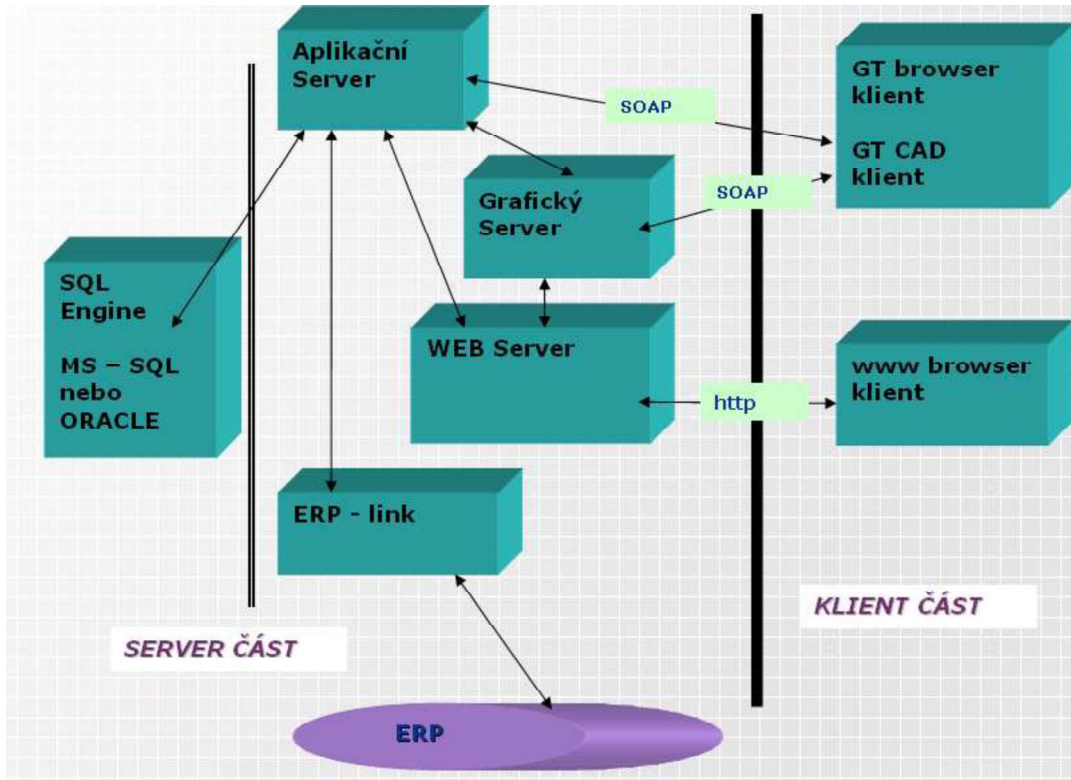 Aplikační
Server
SOAP
GT browser
klient
GT CAD
klient
Grafický
Server
SOAP
SQL
Engine
MS – SQL
nebo
ORACLE
WEB Server
http
www browser
klient
ERP - link
SERVER ČÁST
KLIENT ČÁST
ERP